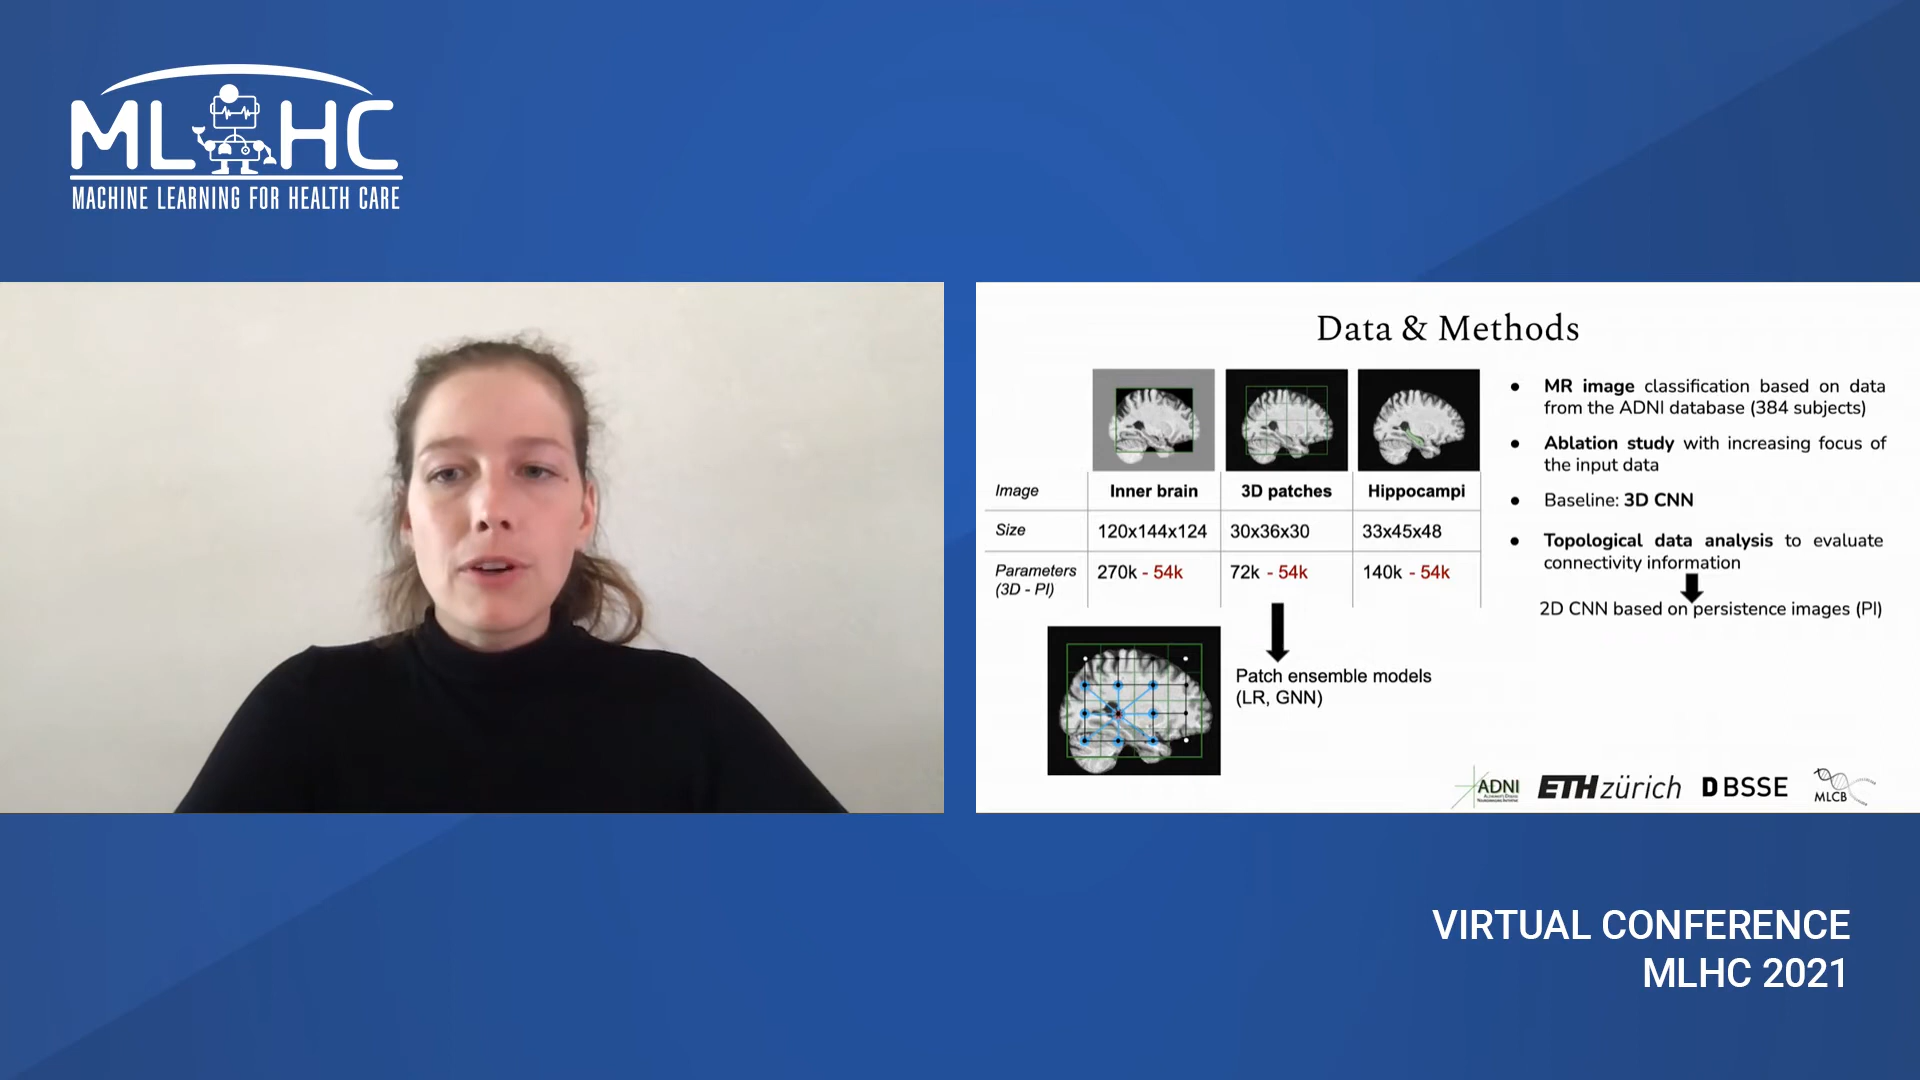 ML HC
MACHINE LEARNING FOR HEALTH CARE
Data & Methods
Image Inner brain 3D patches Hippocampi
Size 120x144x124 30x36x30 33x45x48
Parameters (3D - PI) 270k - 54k 72k - 54k 140k - 54k
Patch ensemble models
(LR, GNN)
● MR image classification based on data
from the ADNI database (384 subjects)
● Ablation study with increasing focus of
the input data
● Baseline: 3D CNN
● Topological data analysis to evaluate
connectivity information
2D CNN based on persistence images (PI)
ADNI
ETH zürich
DBSSE
MLCB
VIRTUAL CONFERENCE
MLHC 2021